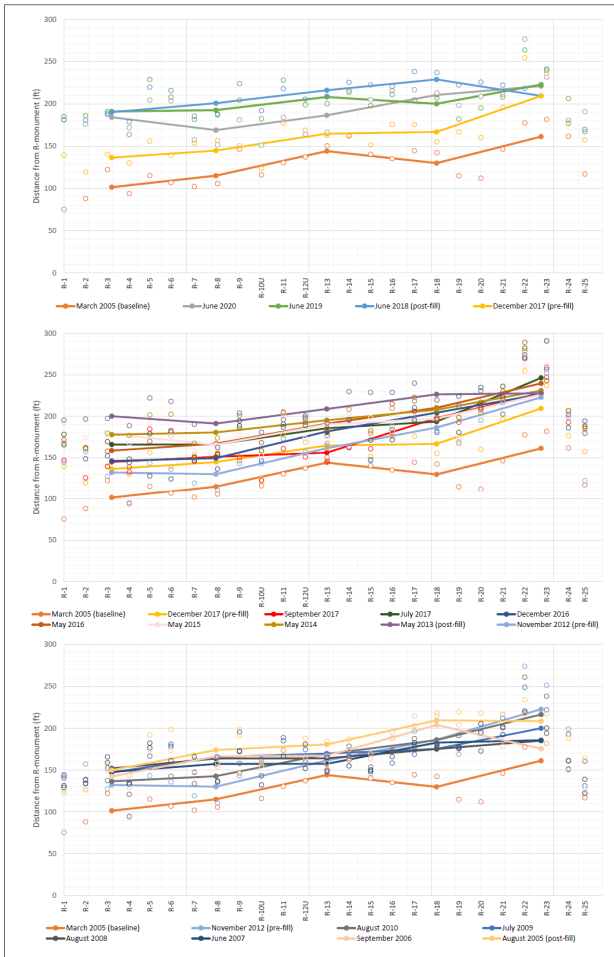 300
250
200
150
100
50
0
Distance from R-monument (ft)
R-1
R-2
R-3
R-4
R-5
R-6
R-7
R-8
R-9
R-10U
R-11
R-12U
R-13
R-14
R-15
R-16
R-17
R-18
R-19
R-20
R-21
R-22
R-23
R-24
R-25
March 2005 (baseline) June 2020 June 2019 June 2018 (post-fill) December 2017 (pre-fill)
300
250
200
150
100
50
0
Distance from R-monument (ft)
R-1
R-2
R-3
R-4
R-5
R-6
R-7
R-8
R-9
R-10U
R-11
R-12U
R-13
R-14
R-15
R-16
R-17
R-18
R-19
R-20
R-21
R-22
R-23
R-24
R-25
March 2005 (baseline) December 2017 (pre-fill) September 2017 July 2017 December 2016
May 2016 May 2015 May 2014 May 2013 (post-fill) November 2012 (pre-fill)
300
250
200
150
100
50
0
Distance from R-monument (ft)
R-1
R-2
R-3
R-4
R-5
R-6
R-7
R-8
R-9
R-10U
R-11
R-12U
R-13
R-14
R-15
R-16
R-17
R-18
R-19
R-20
R-21
R-22
R-23
R-24
R-25
March 2005 (baseline) November 2012 (pre-fill) August 2010 July 2009
August 2008 June 2007 September 2006 August 2005 (post-fill)